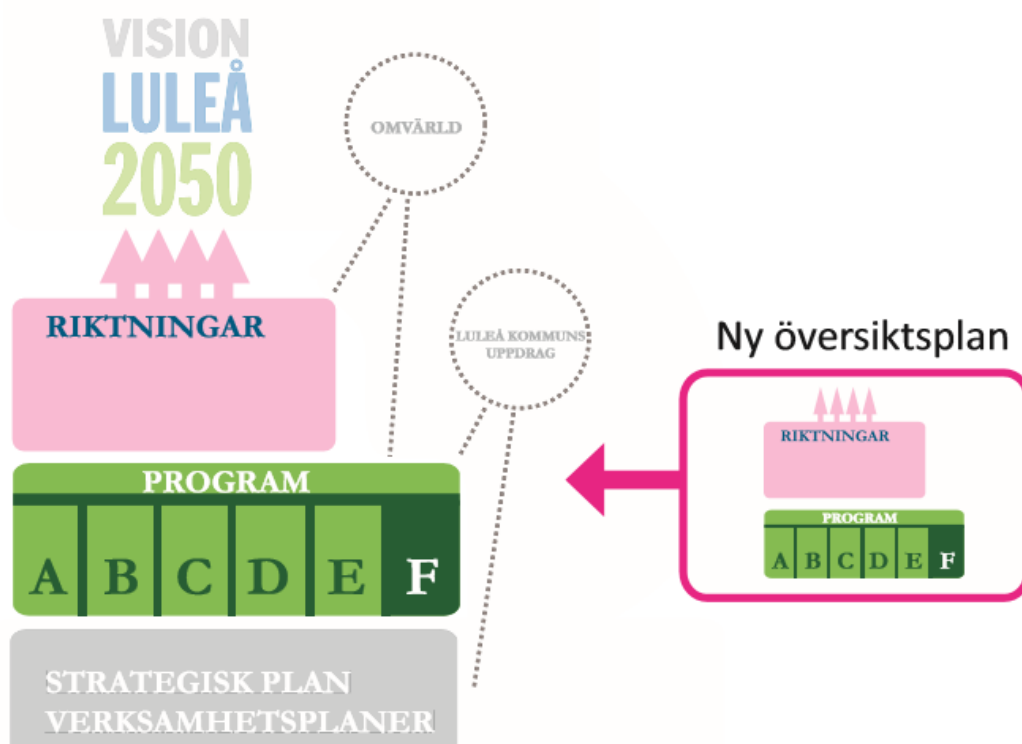 VISION
LULEÅ
2050
OMVÄRLD
RIKTNINGAR
LULEÅ KOMMUNS
UPPDRAG
PROGRAM
A B C D E F
STRATEGISK PLAN
VERKSAMHETSPLANER
Ny översiktsplan
RIKTNINGAR
PROGRAM
A B C D E F